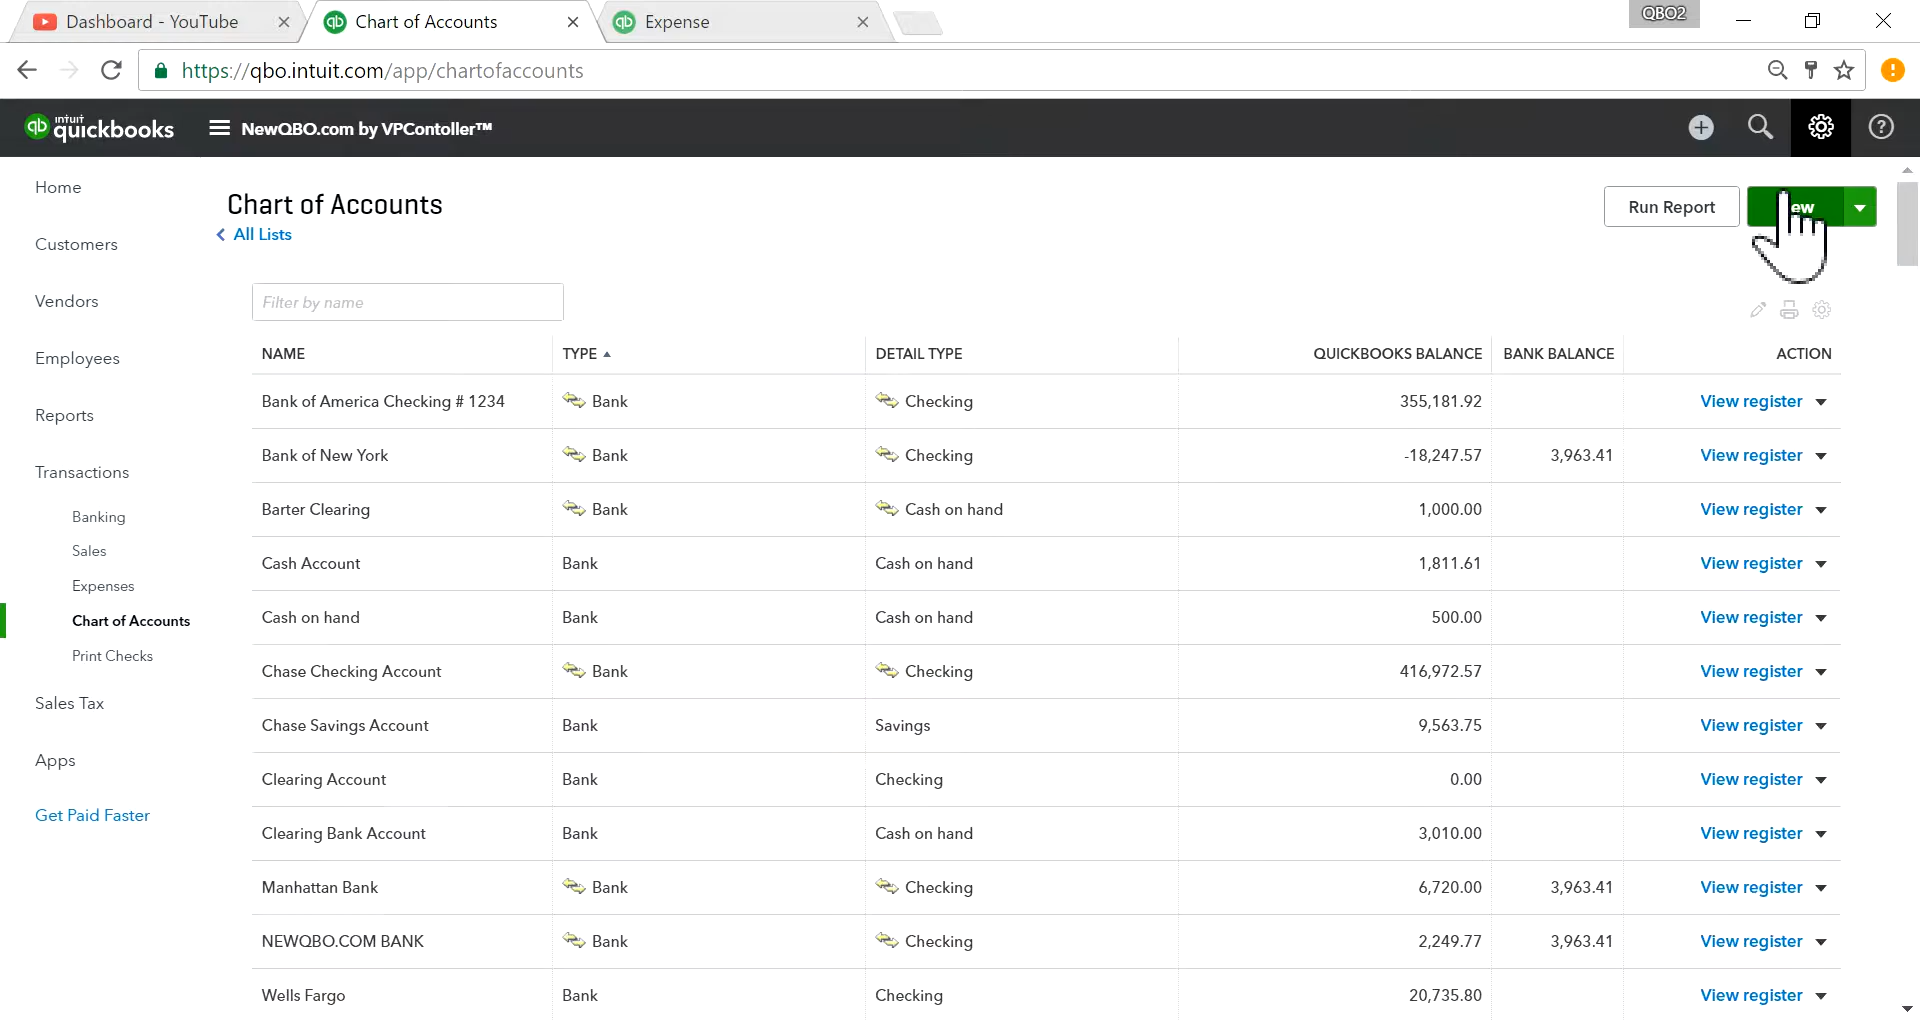 Dashboard - YouTube
Chart of Accounts
Expense
QBO2
https://qbo.intuit.com/app/chartofaccounts
intuit quickbooks
NewQBO.com by VPContoller™
Home
Customers
Vendors
Employees
Reports
Transactions
Banking
Sales
Expenses
Chart of Accounts
Print Checks
Sales Tax
Apps
Get Paid Faster
Chart of Accounts
All Lists
Run Report
Filter by name
NAME TYPE DETAIL TYPE QUICKBOOKS BALANCE BANK BALANCE ACTION
Bank of America Checking # 1234 Bank Checking 355,181.92 View register
Bank of New York Bank Checking -18,247.57 3,963.41 View register
Barter Clearing Bank Cash on hand 1,000.00 View register
Cash Account Bank Cash on hand 1,811.61 View register
Cash on hand Bank Cash on hand 500.00 View register
Chase Checking Account Bank Checking 416,972.57 View register
Chase Savings Account Bank Savings 9,563.75 View register
Clearing Account Bank Checking 0.00 View register
Clearing Bank Account Bank Cash on hand 3,010.00 View register
Manhattan Bank Bank Checking 6,720.00 3,963.41 View register
NEWQBO.COM BANK Bank Checking 2,249.77 3,963.41 View register
Wells Fargo Bank Checking 20,735.80 View register